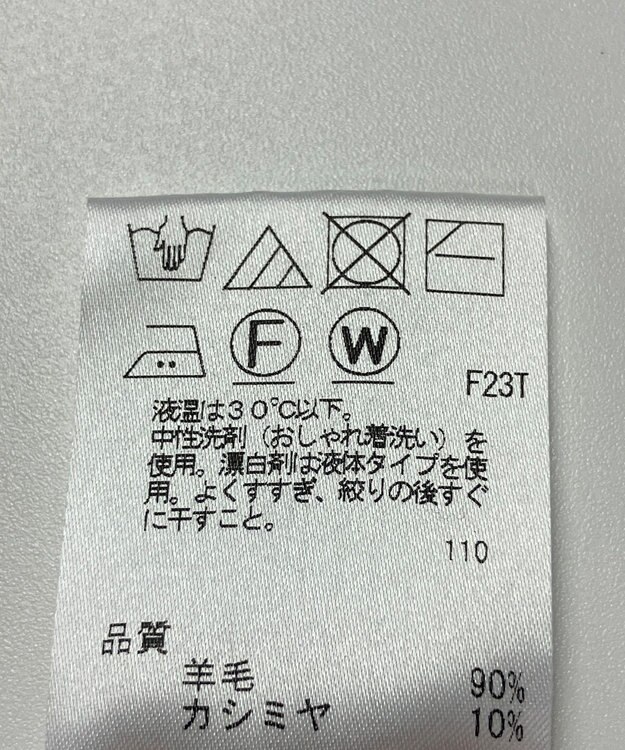 F W
F23T
液温は30℃以下。
中性洗剤（おしゃれ着洗い）を
使用。漂白剤は液体タイプを使
用。よくすすぎ、絞りの後すぐ
に干すこと。
110
品質
羊毛 90%
カシミヤ 10%